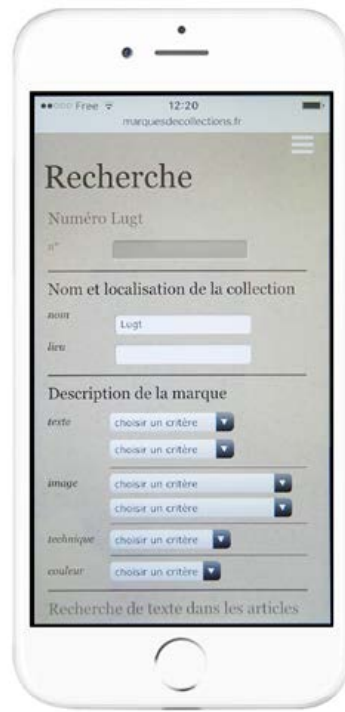 Free 12:20
marquesdecollections.fr
Recherche
Numéro Lugt
n°
Nom et localisation de la collection
nom Lugt
lieu
Description de la marque
texte choisir un critère
choisir un critère
image choisir un critère
choisir un critère
technique choisir un critère
couleur choisir un critère
Recherche de texte dans les articles